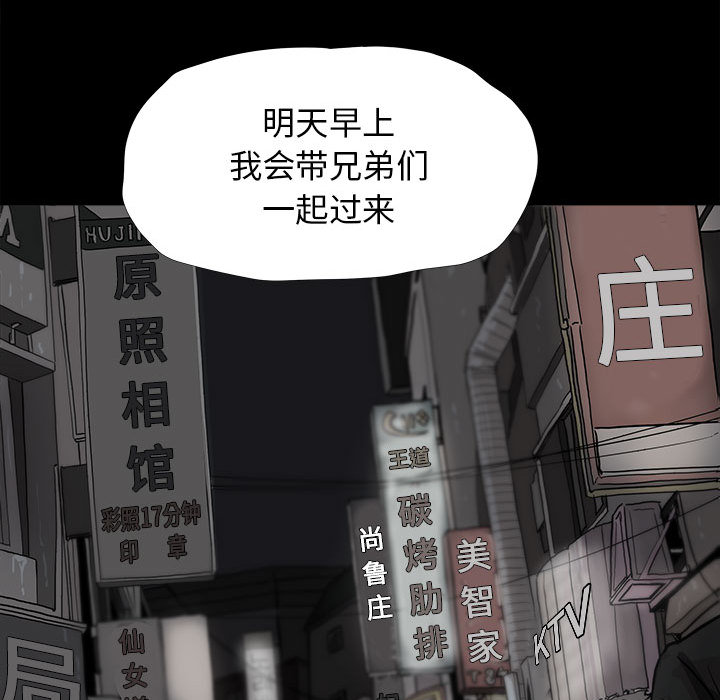 明天早上
我会带兄弟们
一起过来
HUJI
原照相馆
彩照17分钟
印章
庄
王道
碳烤肋排
尚鲁庄
美智家
KTV
仙女
局